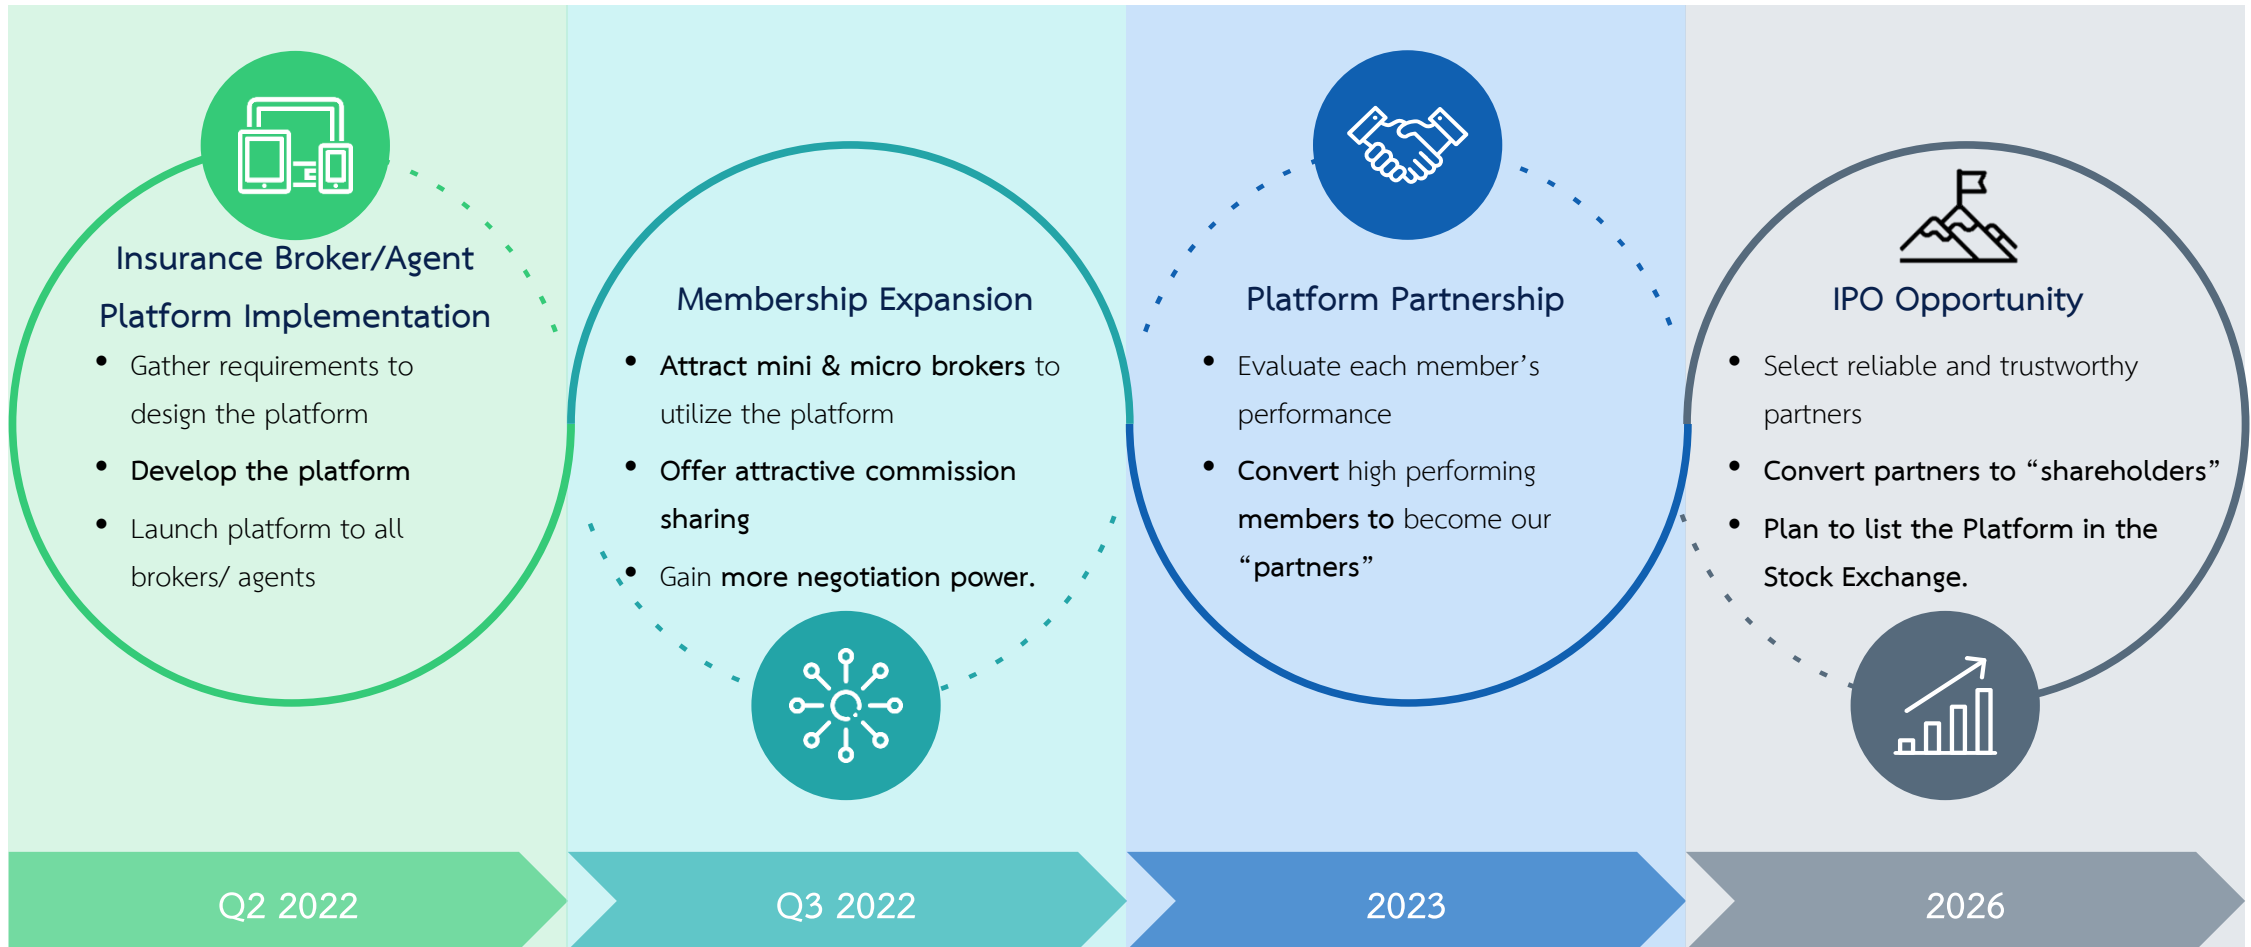 Insurance Broker/Agent
Platform Implementation
• Gather requirements to
design the platform
• Develop the platform
• Launch platform to all
brokers/ agents
Membership Expansion
• Attract mini & micro brokers to
utilize the platform
• Offer attractive commission
sharing
• Gain more negotiation power.
Platform Partnership
• Evaluate each member’s
performance
• Convert high performing
members to become our
“partners”
IPO Opportunity
• Select reliable and trustworthy
partners
• Convert partners to “shareholders”
• Plan to list the Platform in the
Stock Exchange.
Q2 2022
Q3 2022
2023
2026